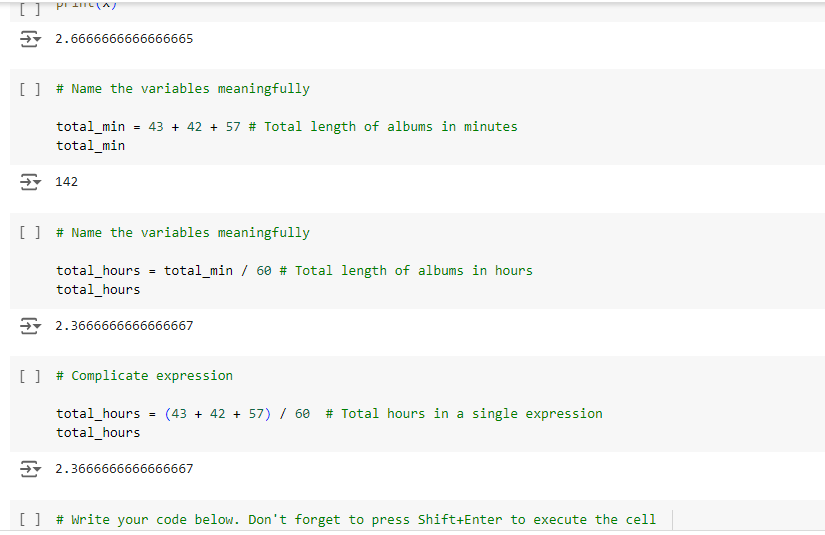 [ ] print(x)
2.6666666666666665
[ ] # Name the variables meaningfully
total_min = 43 + 42 + 57 # Total length of albums in minutes
total_min
142
[ ] # Name the variables meaningfully
total_hours = total_min / 60 # Total length of albums in hours
total_hours
2.3666666666666667
[ ] # Complicate expression
total_hours = (43 + 42 + 57) / 60  # Total hours in a single expression
total_hours
2.3666666666666667
[ ] # Write your code below. Don't forget to press Shift+Enter to execute the cell